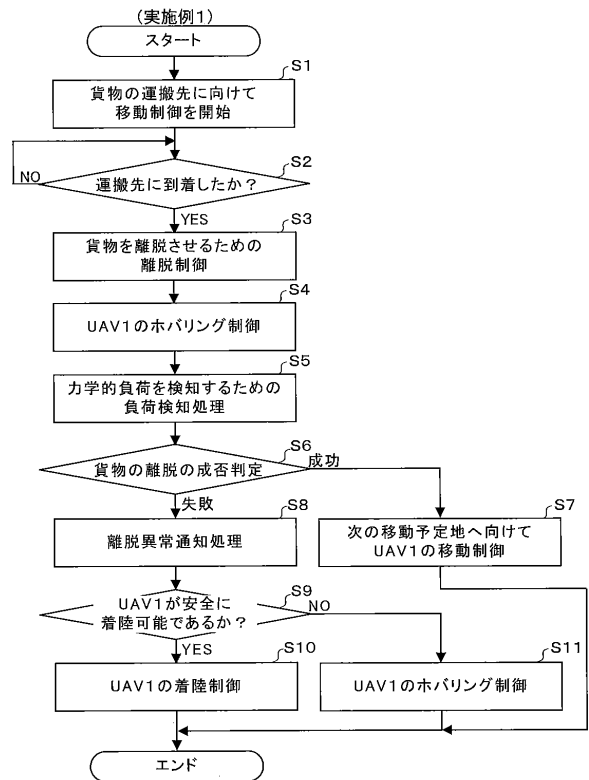 (実施例1)
スタート
S1
貨物の運搬先に向けて
移動制御を開始
S2
運搬先に到着したか？
NO
YES
S3
貨物を離脱させるための
離脱制御
S4
UAV1のホバリング制御
S5
力学的負荷を検知するための
負荷検知処理
S6
貨物の離脱の成否判定
成功
失敗
S7
次の移動予定地へ向けて
UAV1の移動制御
S8
離脱異常通知処理
S9
UAV1が安全に
着陸可能であるか？
NO
YES
S10
UAV1の着陸制御
S11
UAV1のホバリング制御
エンド